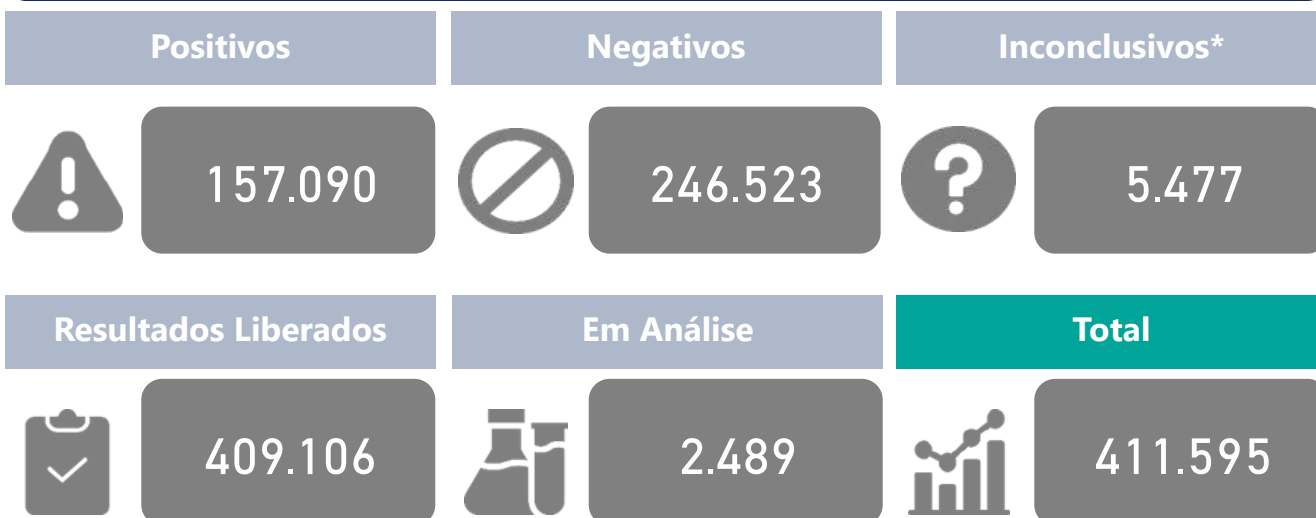 Positivos Negativos Inconclusivos*
157.090 246.523 5.477
Resultados Liberados Em Análise Total
409.106 2.489 411.595